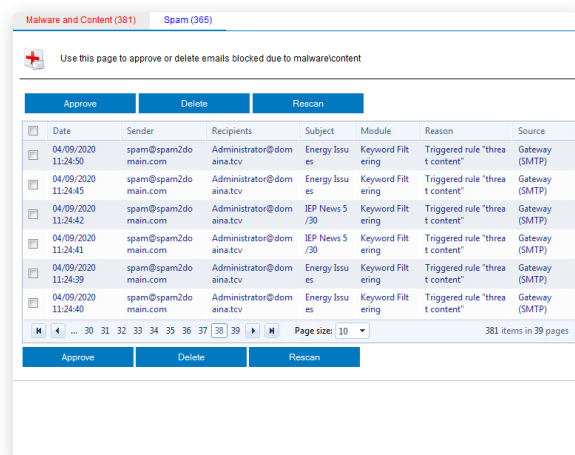 Malware and Content (381) Spam (365)
Use this page to approve or delete emails blocked due to malware\content
Approve Delete Rescan
Date Sender Recipients Subject Module Reason Source
04/09/2020 spam@spam2do Administrator@dom Energy Issu Keyword Filt Triggered rule "threa Gateway
11:24:50 main.com aina.tcv es ering t content" (SMTP)
04/09/2020 spam@spam2do Administrator@dom Energy Issu Keyword Filt Triggered rule "threa Gateway
11:24:45 main.com aina.tcv es ering t content" (SMTP)
04/09/2020 spam@spam2do Administrator@dom IEP News 5 Keyword Filt Triggered rule "threa Gateway
11:24:42 main.com aina.tcv /30 ering t content" (SMTP)
04/09/2020 spam@spam2do Administrator@dom IEP News 5 Keyword Filt Triggered rule "threa Gateway
11:24:41 main.com aina.tcv /30 ering t content" (SMTP)
04/09/2020 spam@spam2do Administrator@dom Energy Issu Keyword Filt Triggered rule "threa Gateway
11:24:39 main.com aina.tcv es ering t content" (SMTP)
04/09/2020 spam@spam2do Administrator@dom Energy Issu Keyword Filt Triggered rule "threa Gateway
11:24:40 main.com aina.tcv es ering t content" (SMTP)
... 30 31 32 33 34 35 36 37 38 39 Page size: 10 381 items in 39 pages
Approve Delete Rescan